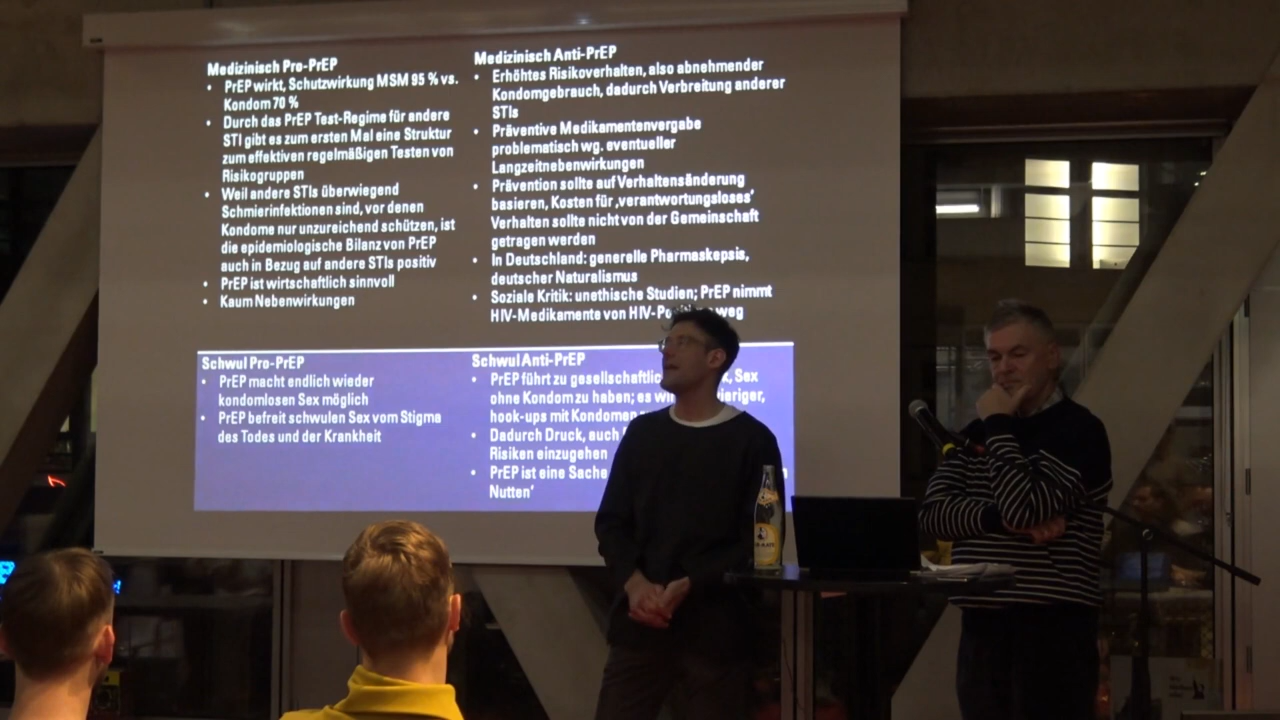 Medizinisch Pro-PrEP
• PrEP wirkt, Schutzwirkung MSM 95 % vs.
Kondom 70 %
• Durch das PrEP Test-Regime für andere
STI gibt es zum ersten Mal eine Struktur
zum effektiven regelmäßigen Testen von
Risikogruppen
• Weil andere STIs überwiegend
Schmierinfektionen sind, vor denen
Kondome nur unzureichend schützen, ist
die epidemiologische Bilanz von PrEP
auch in Bezug auf andere STIs positiv
• PrEP ist wirtschaftlich sinnvoll
• Kaum Nebenwirkungen
Medizinisch Anti-PrEP
• Erhöhtes Risikoverhalten, also abnehmender
Kondomgebrauch, dadurch Verbreitung anderer
STIs
• Präventive Medikamentenvergabe
problematisch wg. eventueller
Langzeitnebenwirkungen
• Prävention sollte auf Verhaltensänderung
basieren, Kosten für ‚verantwortungsloses‘
Verhalten sollte nicht von der Gemeinschaft
getragen werden
• In Deutschland: generelle Pharmaskepsis,
deutscher Naturalismus
• Soziale Kritik: unethische Studien; PrEP nimmt
HIV-Medikamente von weg
Schwul Pro-PrEP
• PrEP macht endlich wieder
kondomlosen Sex möglich
• PrEP befreit schwulen Sex vom Stigma
des Todes und der Krankheit
Schwul Anti-PrEP
• PrEP führt zu Sex
ohne Kondom zu haben; es
hook-ups mit Kondomen
• Dadurch Druck, auch
Risiken einzugehen
• PrEP ist eine Sache
Nutten‘